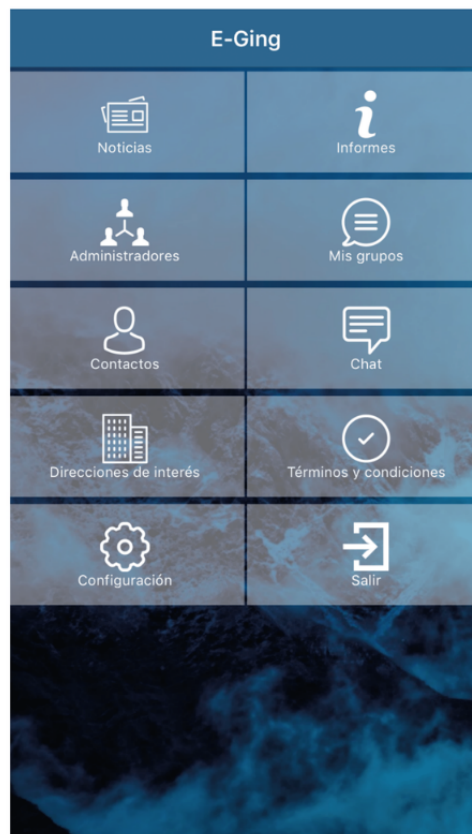 E-Ging
Noticias
Informes
Administradores
Mis grupos
Contactos
Chat
Direcciones de interés
Términos y condiciones
Configuración
Salir